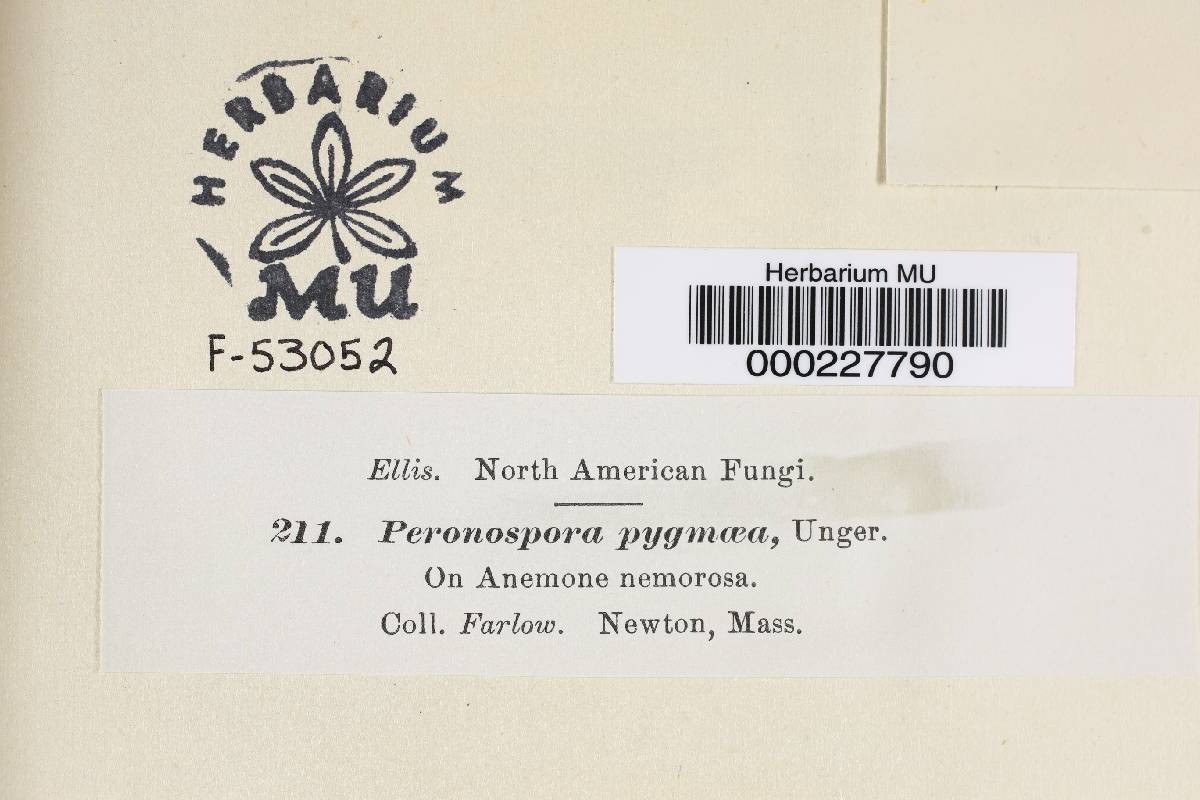 HERBARIUM
MU
F-53052
Herbarium MU
000227790
Ellis. North American Fungi.
211. Peronospora pygmæa, Unger.
On Anemone nemorosa.
Coll. Farlow. Newton, Mass.